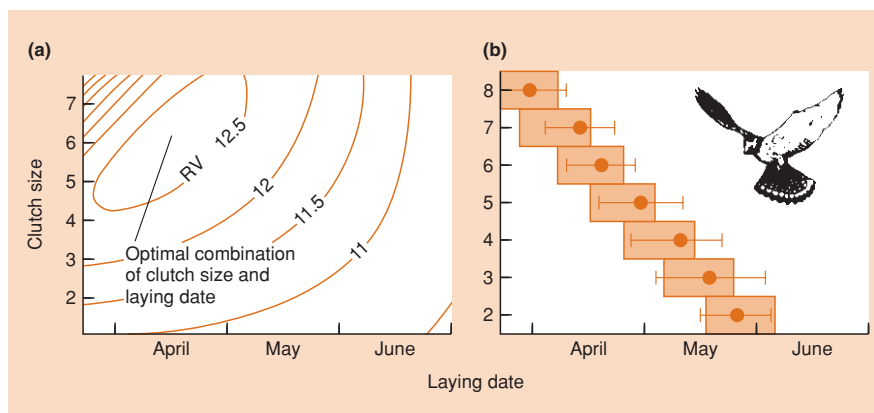 (a)
7
6
5
4
3
2
Clutch size
RV
12.5
12
11.5
11
Optimal combination
of clutch size and
laying date
April
May
June
(b)
8
7
6
5
4
3
2
April
May
June
Laying date